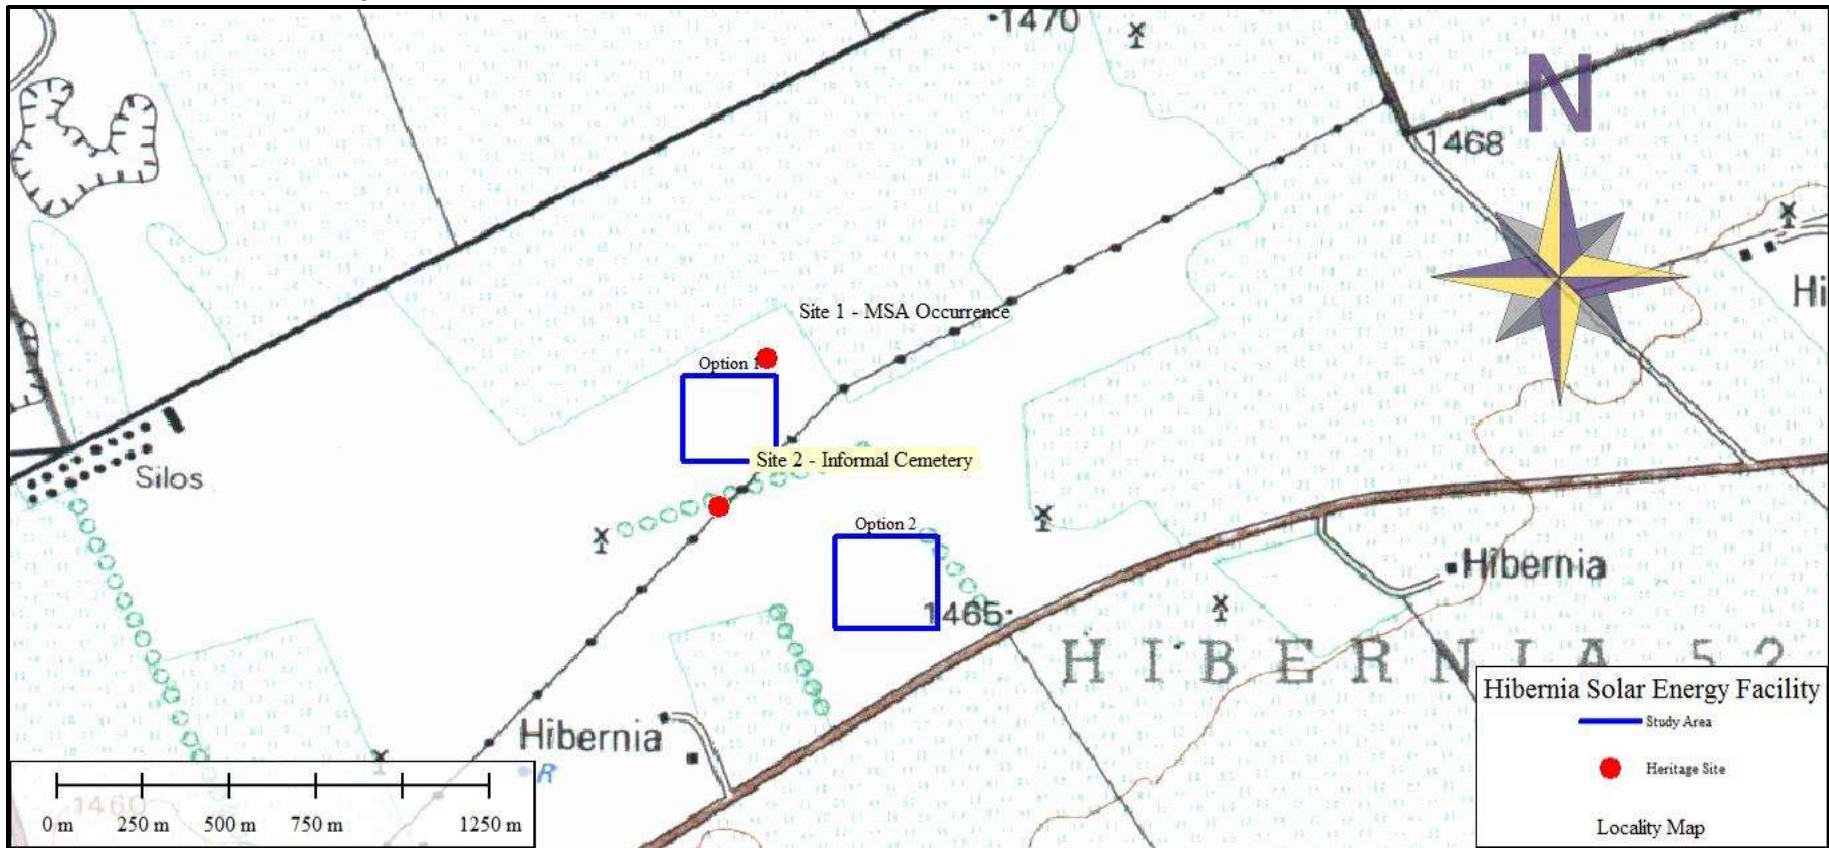 1470
N
1468
Hi
Site 1 - MSA Occurrence
Option 1
Silos
Site 2 - Informal Cemetery
Option 2
Hibernia
1465
HIBERNIA 52
Hibernia
R
1460
0 m 250 m 500 m 750 m 1250 m
Hibernia Solar Energy Facility
Study Area
Heritage Site
Locality Map